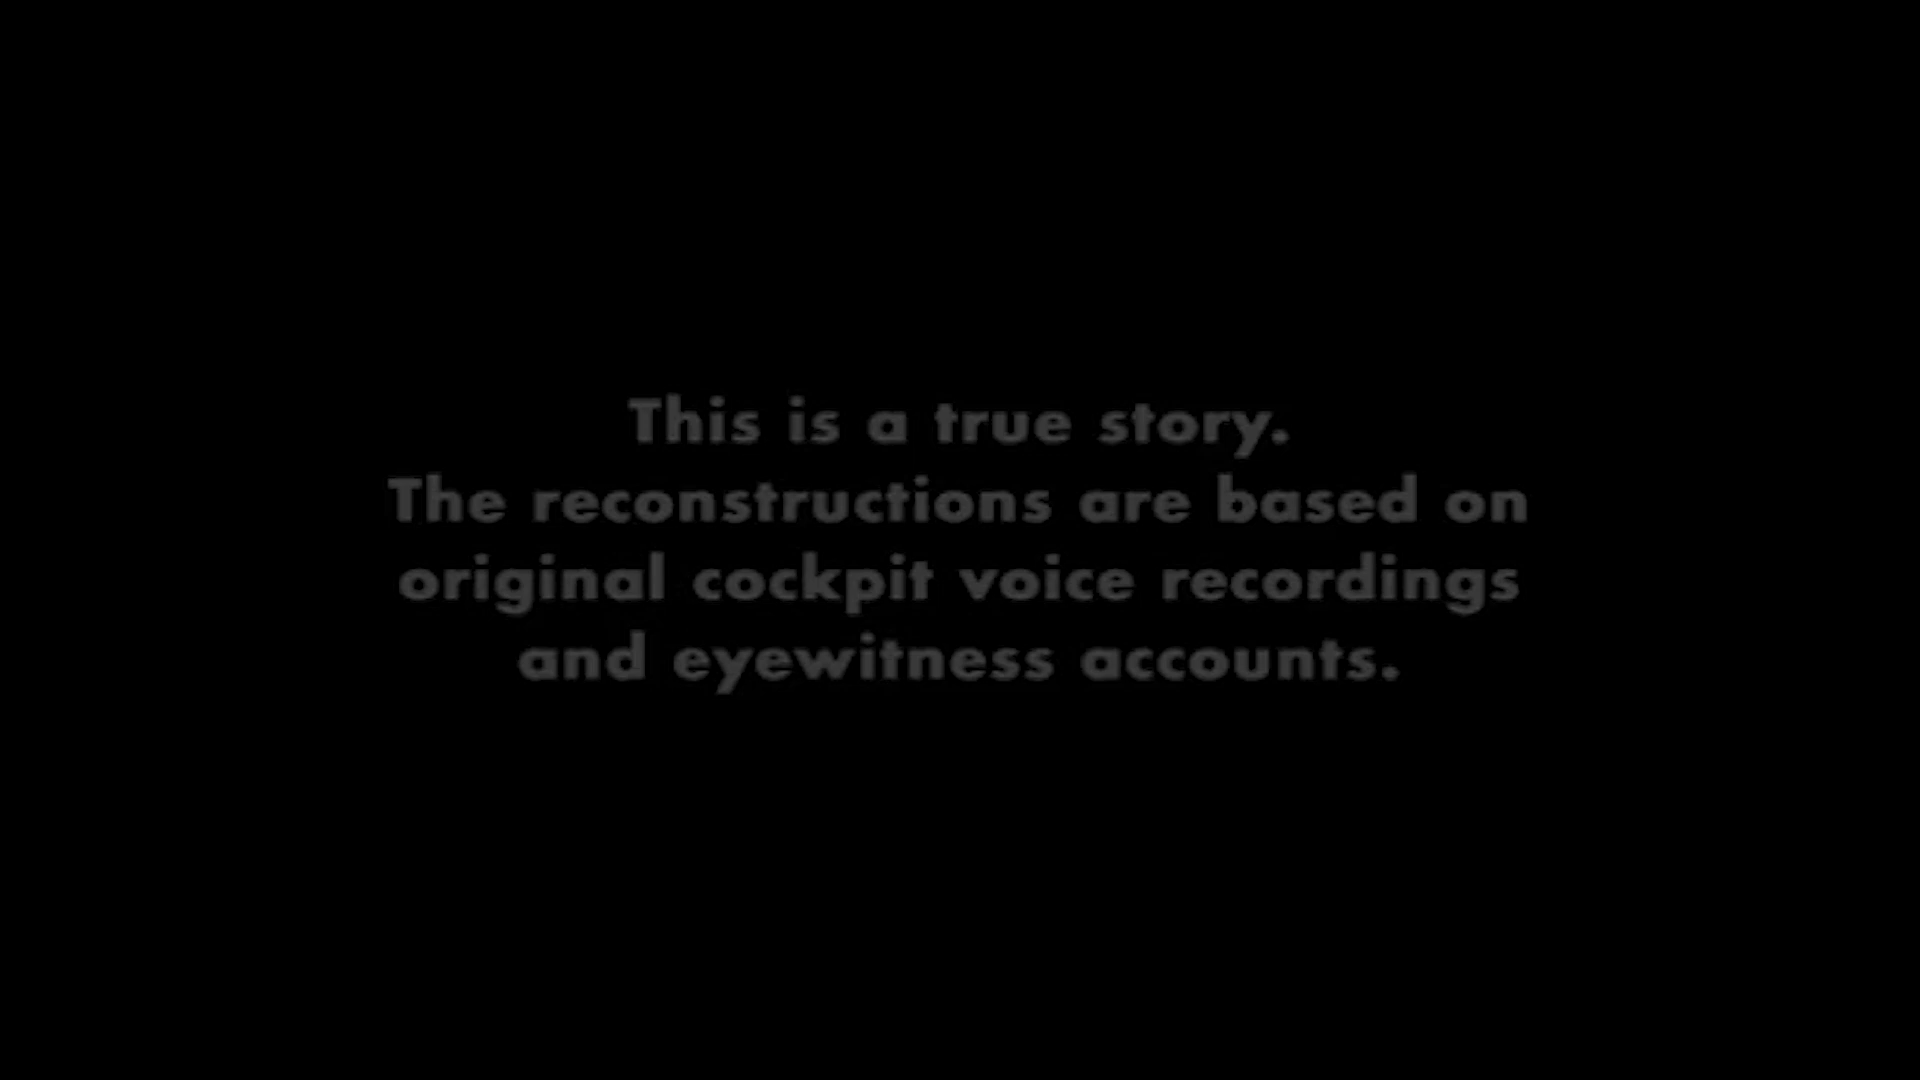 This is a true story.
The reconstructions are based on
original cockpit voice recordings
and eyewitness accounts.